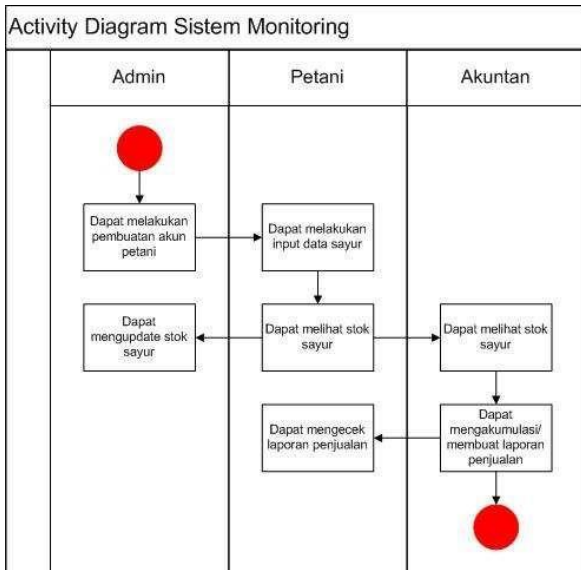 Activity Diagram Sistem Monitoring
Admin
Petani
Akuntan
Dapat melakukan
pembuatan akun
petani
Dapat melakukan
input data sayur
Dapat
mengupdate stok
sayur
Dapat melihat stok
sayur
Dapat melihat stok
sayur
Dapat mengecek
laporan penjualan
Dapat
mengakumulasi/
membuat laporan
penjualan